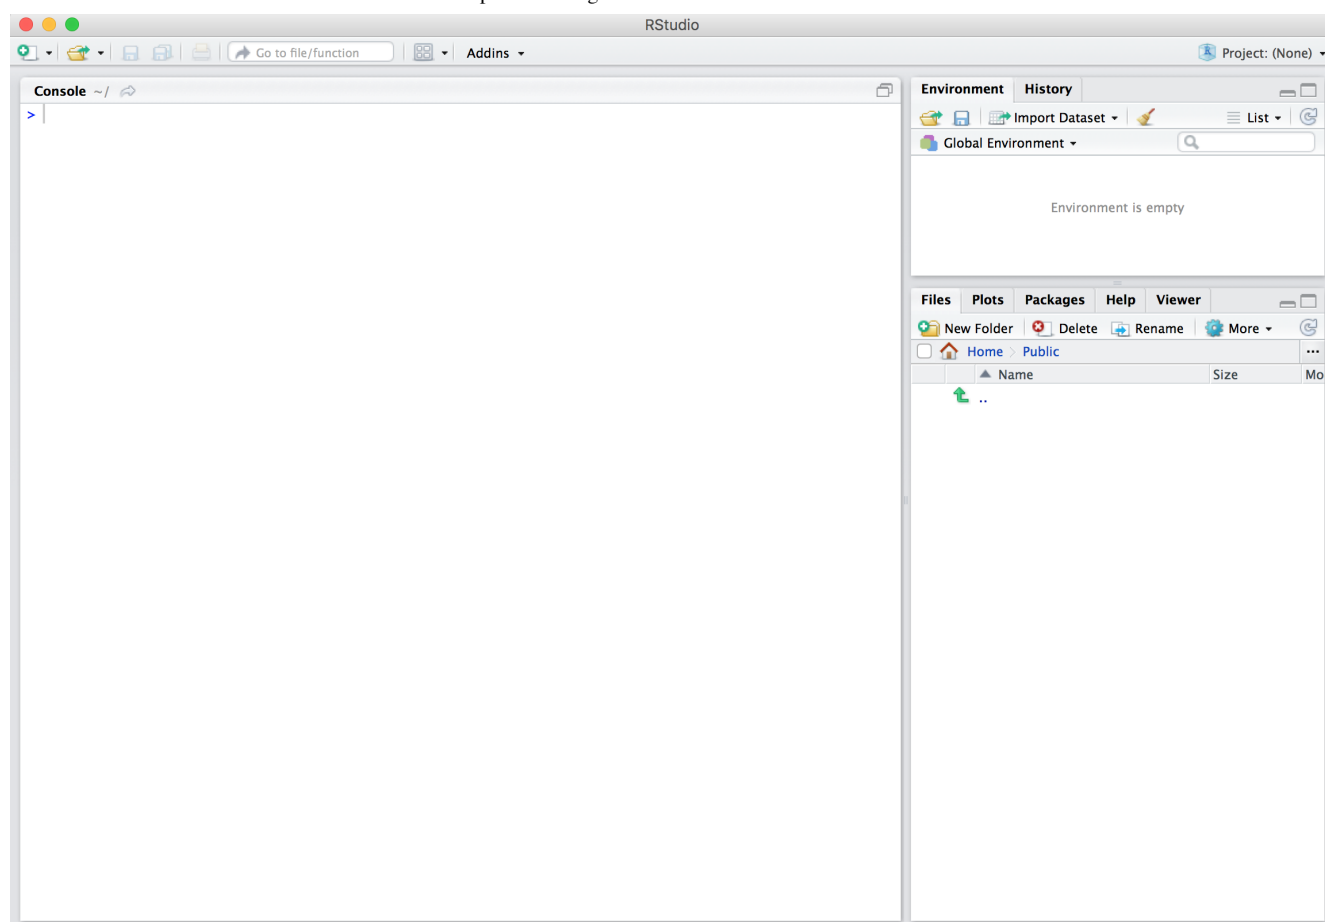 RStudio
Go to file/function
Addins
Project: (None)
Console ~/
>
Environment History
Import Dataset
List
Global Environment
Environment is empty
Files Plots Packages Help Viewer
New Folder Delete Rename More
Home Public
...
Name Size Mo
..